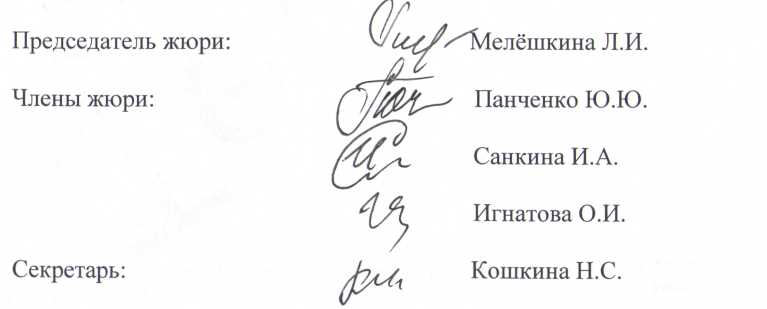 Председатель жюри: Мелёшкина Л.И.
Члены жюри: Панченко Ю.Ю.
Санкина И.А.
Игнатова О.И.
Секретарь: Кошкина Н.С.